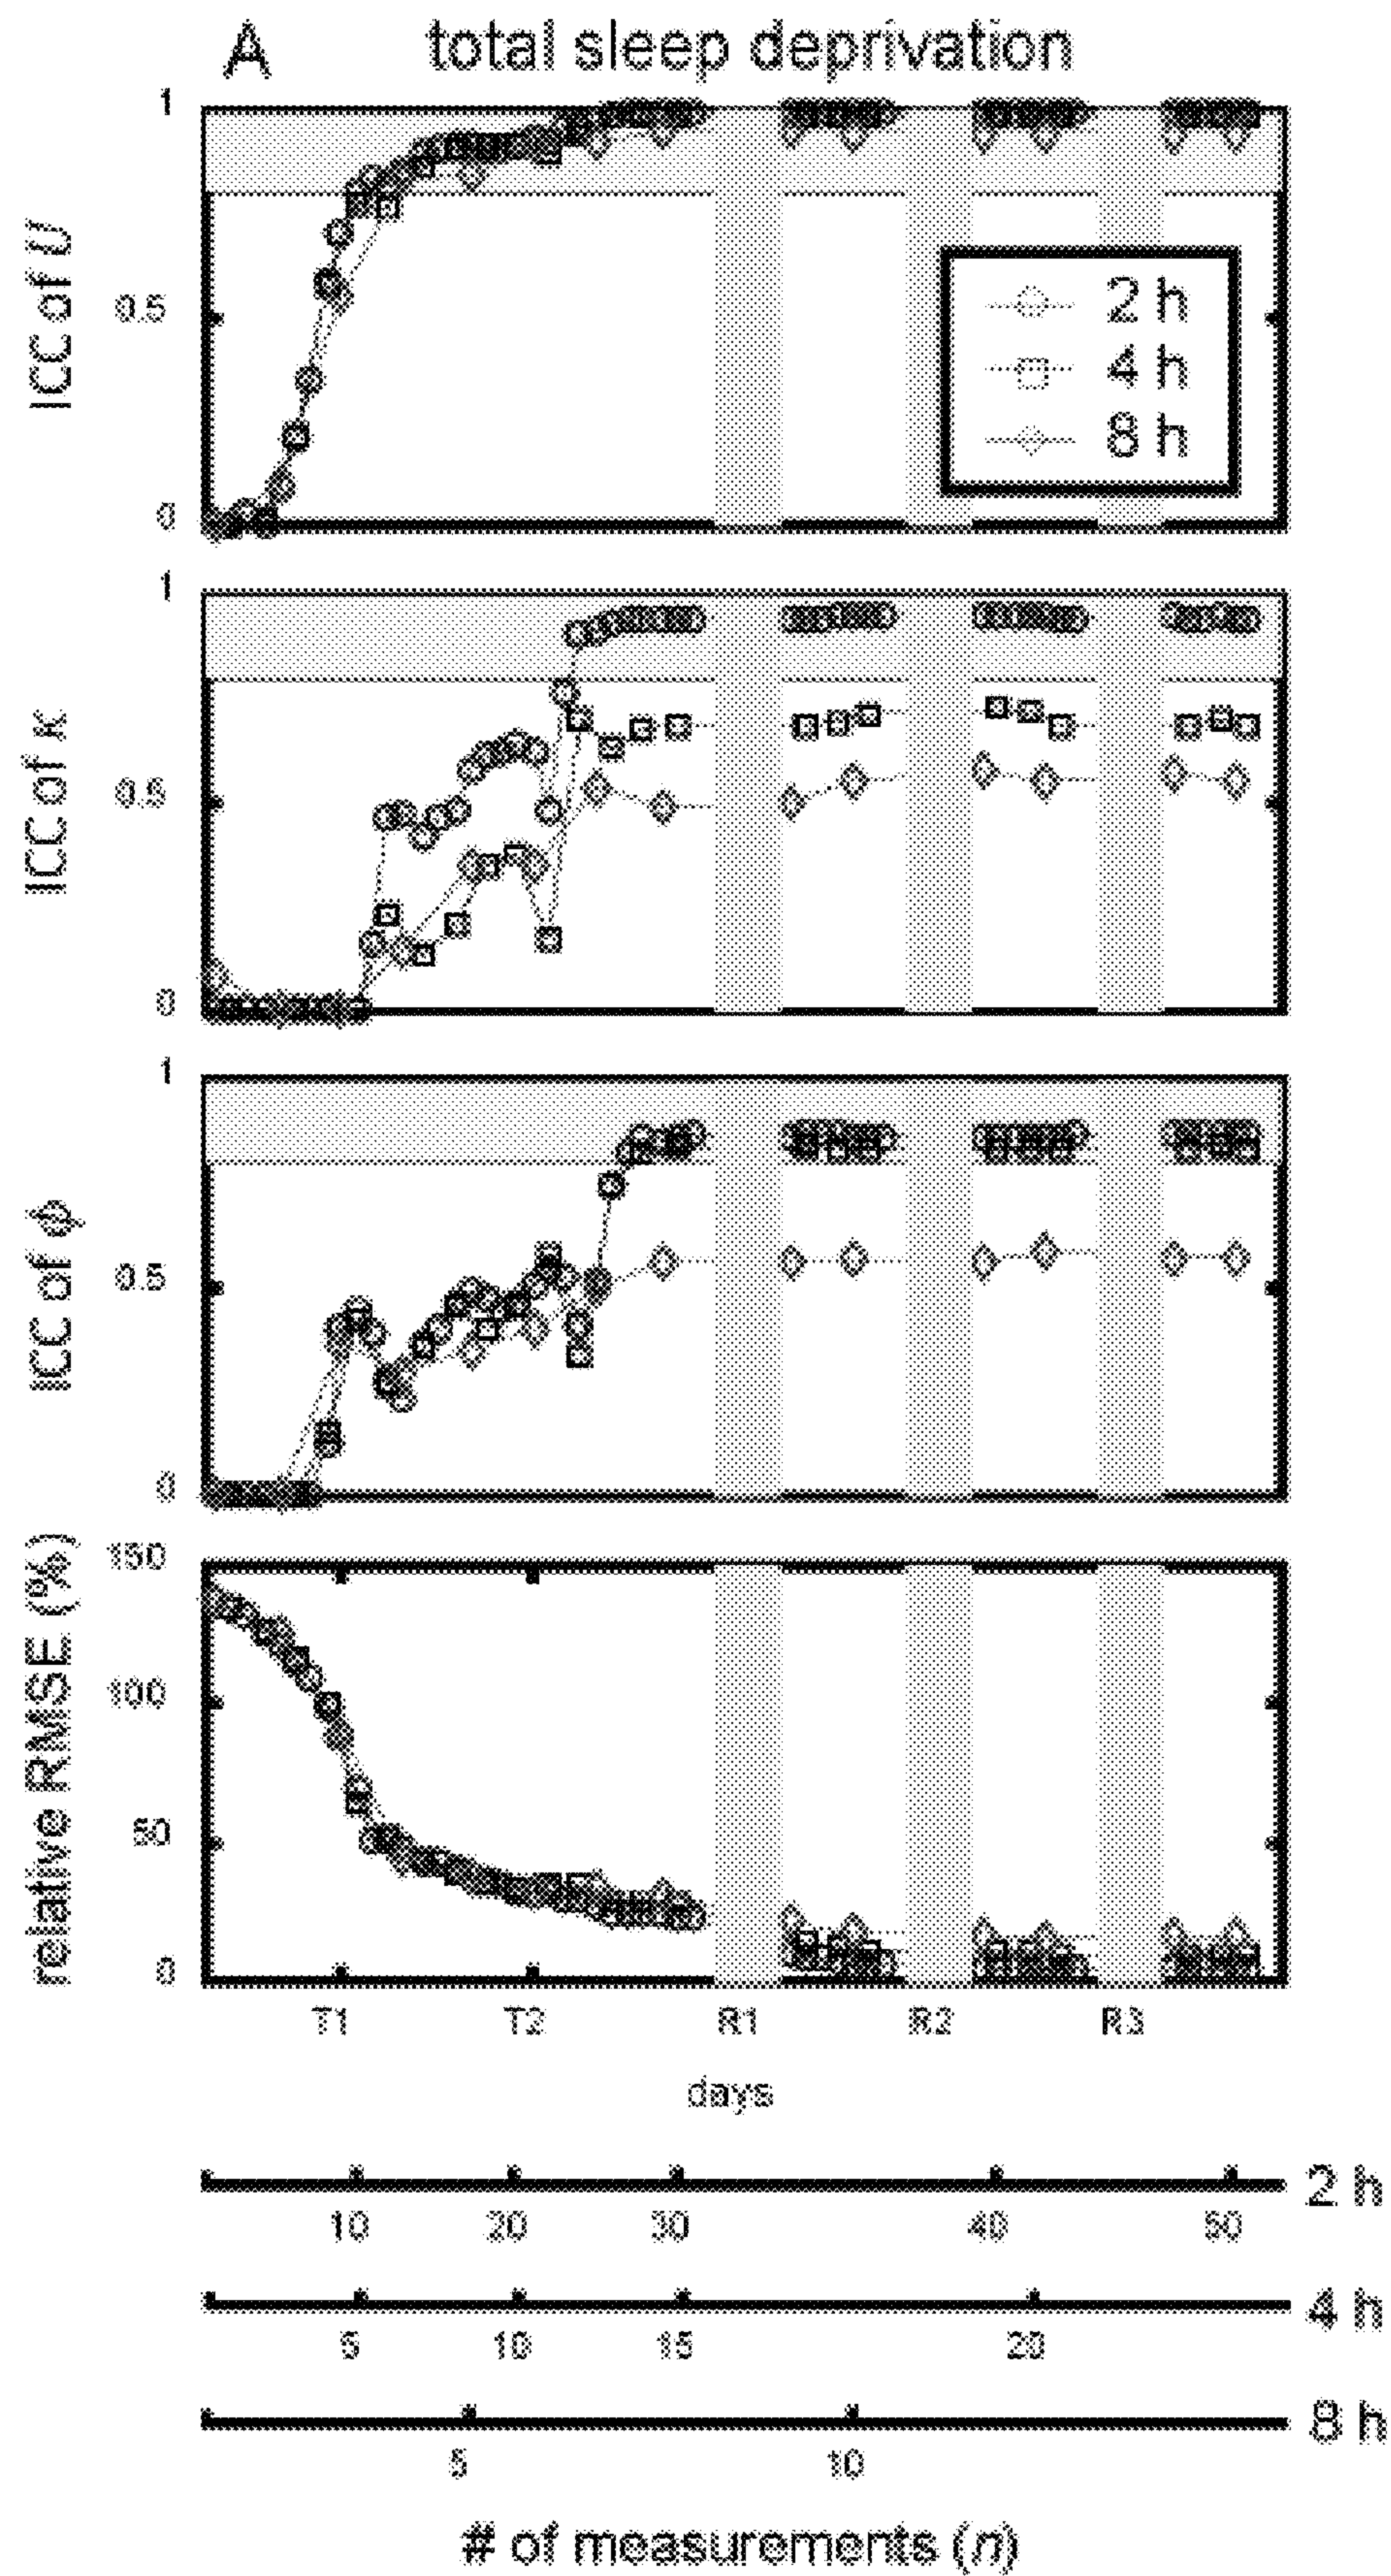 A total sleep deprivation
1
0.5
0
ICC of U
2 h
4 h
8 h
1
0.5
0
ICC of κ
1
0.5
0
ICC of ϕ
150
100
50
0
relative RMSE (%)
T1 T2 R1 R2 R3
days
2 h
10 20 30 40 50
4 h
5 10 15 20
8 h
5 10
# of measurements (n)